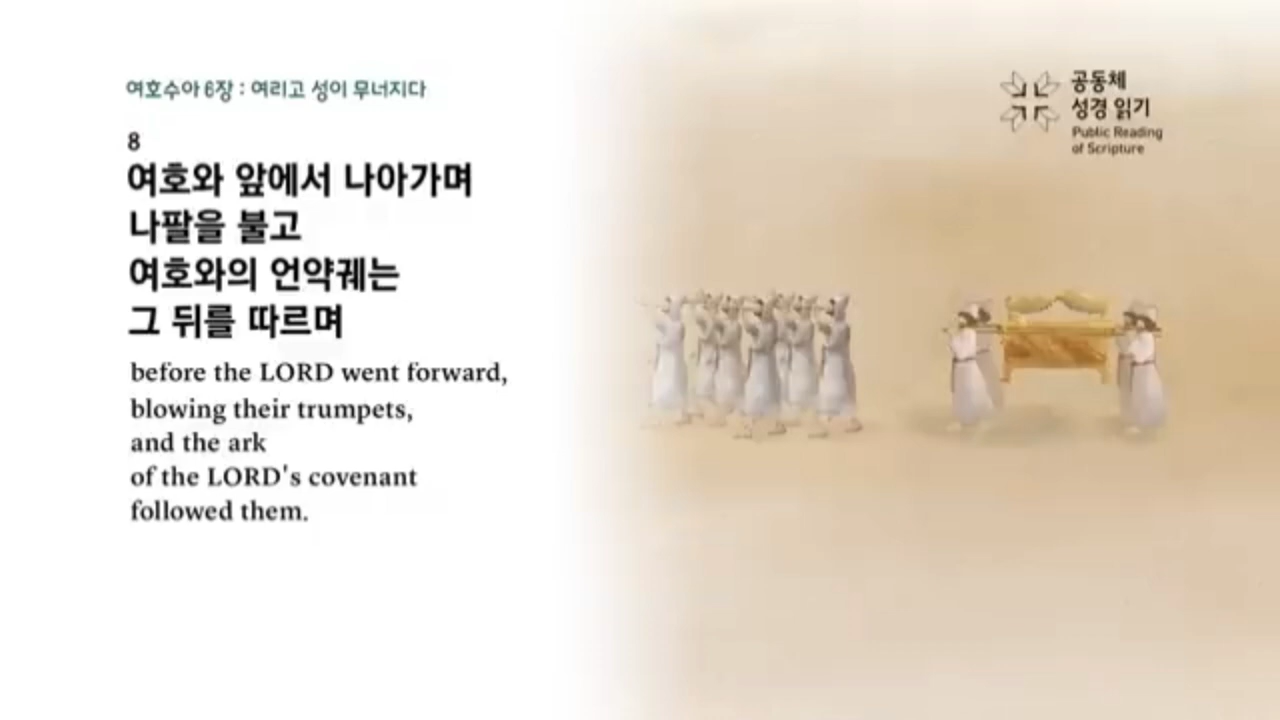 여호수아 6장 : 여리고 성이 무너지다
공동체
성경 읽기
Public Reading
of Scripture
8
여호와 앞에서 나아가며
나팔을 불고
여호와의 언약궤는
그 뒤를 따르며
before the LORD went forward,
blowing their trumpets,
and the ark
of the LORD's covenant
followed them.